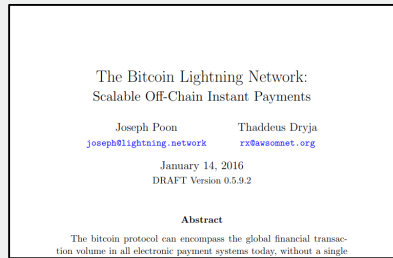 The Bitcoin Lightning Network:
Scalable Off-Chain Instant Payments
Joseph Poon Thaddeus Dryja
joseph@lightning.network rx@awsomnet.org
January 14, 2016
DRAFT Version 0.5.9.2
Abstract
The bitcoin protocol can encompass the global financial transac-
tion volume in all electronic payment systems today, without a single